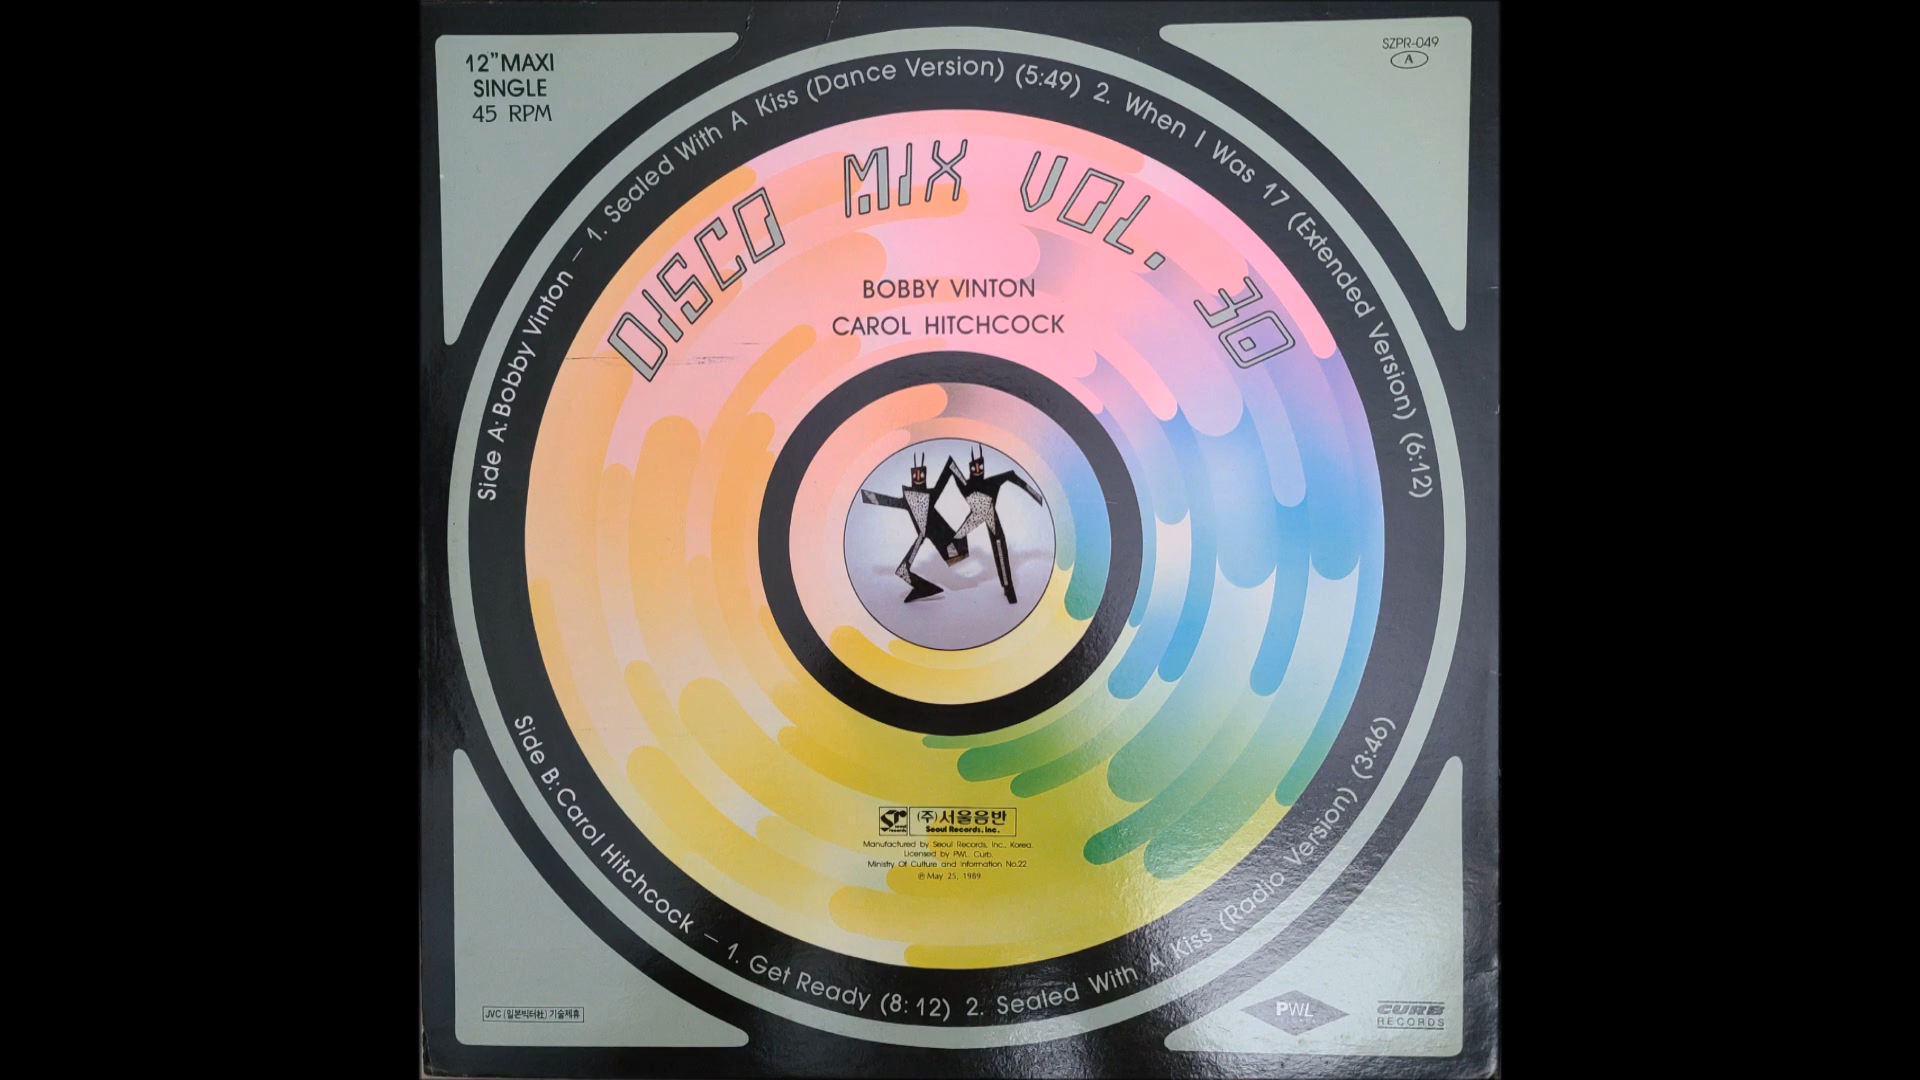 12"MAXI
SINGLE
45 RPM
SZPR-049
A
Side A: Bobby Vinton — 1. Sealed With A Kiss (Dance Version) (5:49) 2. When I Was 17 (Extended Version) (6:12)
DISCO MIX VOL. 30
BOBBY VINTON
CAROL HITCHCOCK
sr
seoul
records
(주)서울음반
Seoul Records, Inc.
Manufactured by Seoul Records, Inc., Korea.
Licensed by PWL. Curb.
Ministry Of Culture and Information No.22
℗ May 25, 1989
Side B: Carol Hitchcock — 1. Get Ready (8:12) 2. Sealed With A Kiss (Radio Version) (3:46)
JVC (일본빅터社) 기술제휴
PWL
CURB
RECORDS